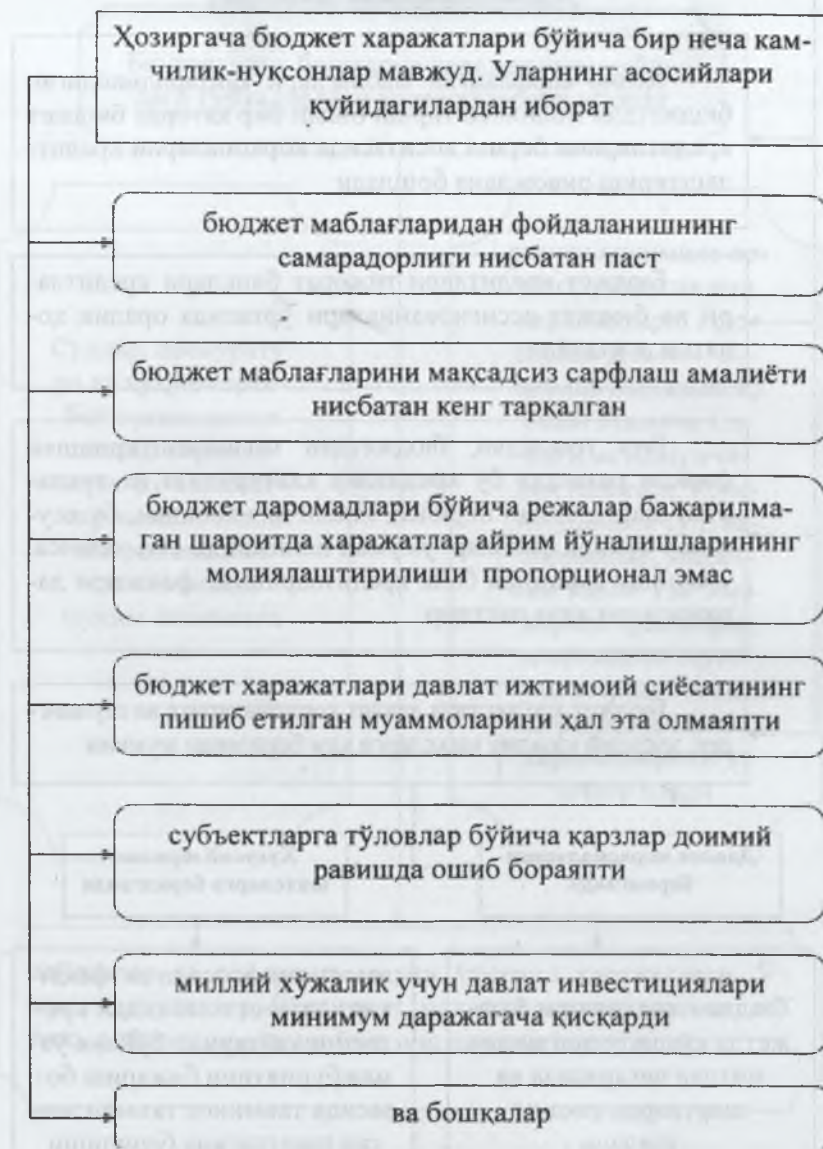 Ҳозиргача бюджет харажатлари бўйича бир неча кам-
чилик-нуқсонлар мавжуд. Уларнинг асосийлари
қуйидагилардан иборат
бюджет маблағларидан фойдаланишнинг
самарадорлиги нисбатан паст
бюджет маблағларини мақсадсиз сарфлаш амалиёти
нисбатан кенг тарқалган
бюджет даромадлари бўйича режалар бажарилма-
ган шароитда харажатлар айрим йўналишларининг
молиялаштирилиши пропорционал эмас
бюджет харажатлари давлат ижтимоий сиёсатининг
пишиб етилган муаммоларини ҳал эта олмаяпти
субъектларга тўловлар бўйича қарзлар доимий
равишда ошиб бораяпти
миллий хўжалик учун давлат инвестициялари
минимум даражагача қисқарди
ва бошқалар